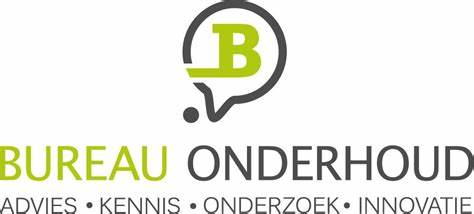 B
BUREAU ONDERHOUD
ADVIES • KENNIS • ONDERZOEK • INNOVATIE